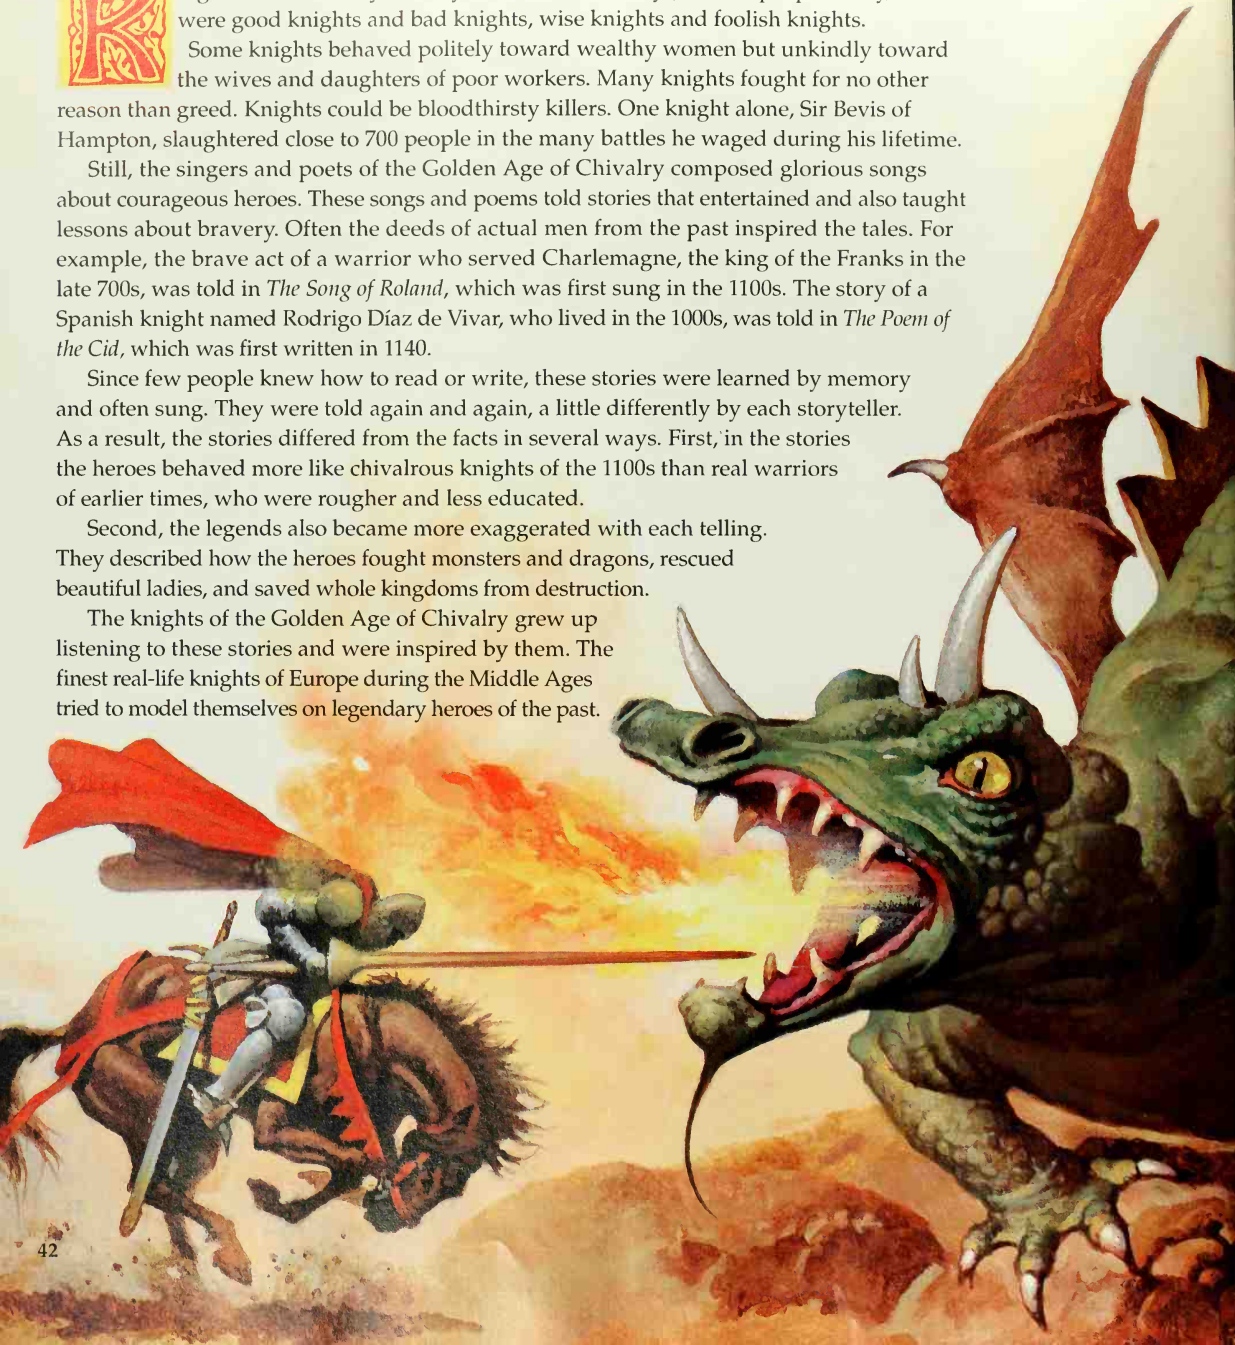 K
were good knights and bad knights, wise knights and foolish knights.
Some knights behaved politely toward wealthy women but unkindly toward
the wives and daughters of poor workers. Many knights fought for no other
reason than greed. Knights could be bloodthirsty killers. One knight alone, Sir Bevis of
Hampton, slaughtered close to 700 people in the many battles he waged during his lifetime.
Still, the singers and poets of the Golden Age of Chivalry composed glorious songs
about courageous heroes. These songs and poems told stories that entertained and also taught
lessons about bravery. Often the deeds of actual men from the past inspired the tales. For
example, the brave act of a warrior who served Charlemagne, the king of the Franks in the
late 700s, was told in The Song of Roland, which was first sung in the 1100s. The story of a
Spanish knight named Rodrigo Díaz de Vivar, who lived in the 1000s, was told in The Poem of
the Cid, which was first written in 1140.
Since few people knew how to read or write, these stories were learned by memory
and often sung. They were told again and again, a little differently by each storyteller.
As a result, the stories differed from the facts in several ways. First, in the stories
the heroes behaved more like chivalrous knights of the 1100s than real warriors
of earlier times, who were rougher and less educated.
Second, the legends also became more exaggerated with each telling.
They described how the heroes fought monsters and dragons, rescued
beautiful ladies, and saved whole kingdoms from destruction.
The knights of the Golden Age of Chivalry grew up
listening to these stories and were inspired by them. The
finest real-life knights of Europe during the Middle Ages
tried to model themselves on legendary heroes of the past.
42